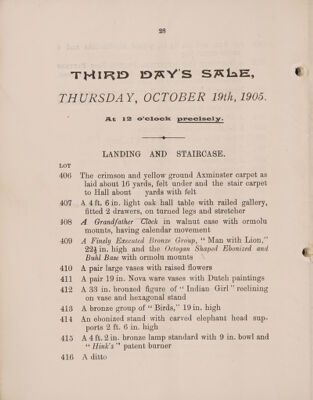 28
THIRD DAY'S SALE,
THURSDAY, OCTOBER 19th, 1905.
At 12 o'clock precisely.
LANDING AND STAIRCASE.
LOT
406 The crimson and yellow ground Axminster carpet as
laid about 16 yards, felt under and the stair carpet
to Hall about yards with felt
407 A 4 ft. 6 in. light oak hall table with railed gallery,
fitted 2 drawers, on turned legs and stretcher
408 A Grandfather Clock in walnut case with ormolu
mounts, having calendar movement
409 A Finely Executed Bronze Group, "Man with Lion,"
22½ high and the Octogan Shaped Ebonized and
Buhl Base with ormolu mounts
410 A pair large vases with raised flowers
411 A pair 19 in. Nova ware vases with Dutch paintings
412 A 33 in. bronzed figure of "Indian Girl" reclining
on vase and hexagonal stand
413 A bronze group of "Birds," 19 in. high
414 An ebonized stand with carved elephant head sup-
ports 2 ft. 6 in. high
415 A 4 ft. 2 in. bronze lamp standard with 9 in. bowl and
"Hink's" patent burner
416 A ditto